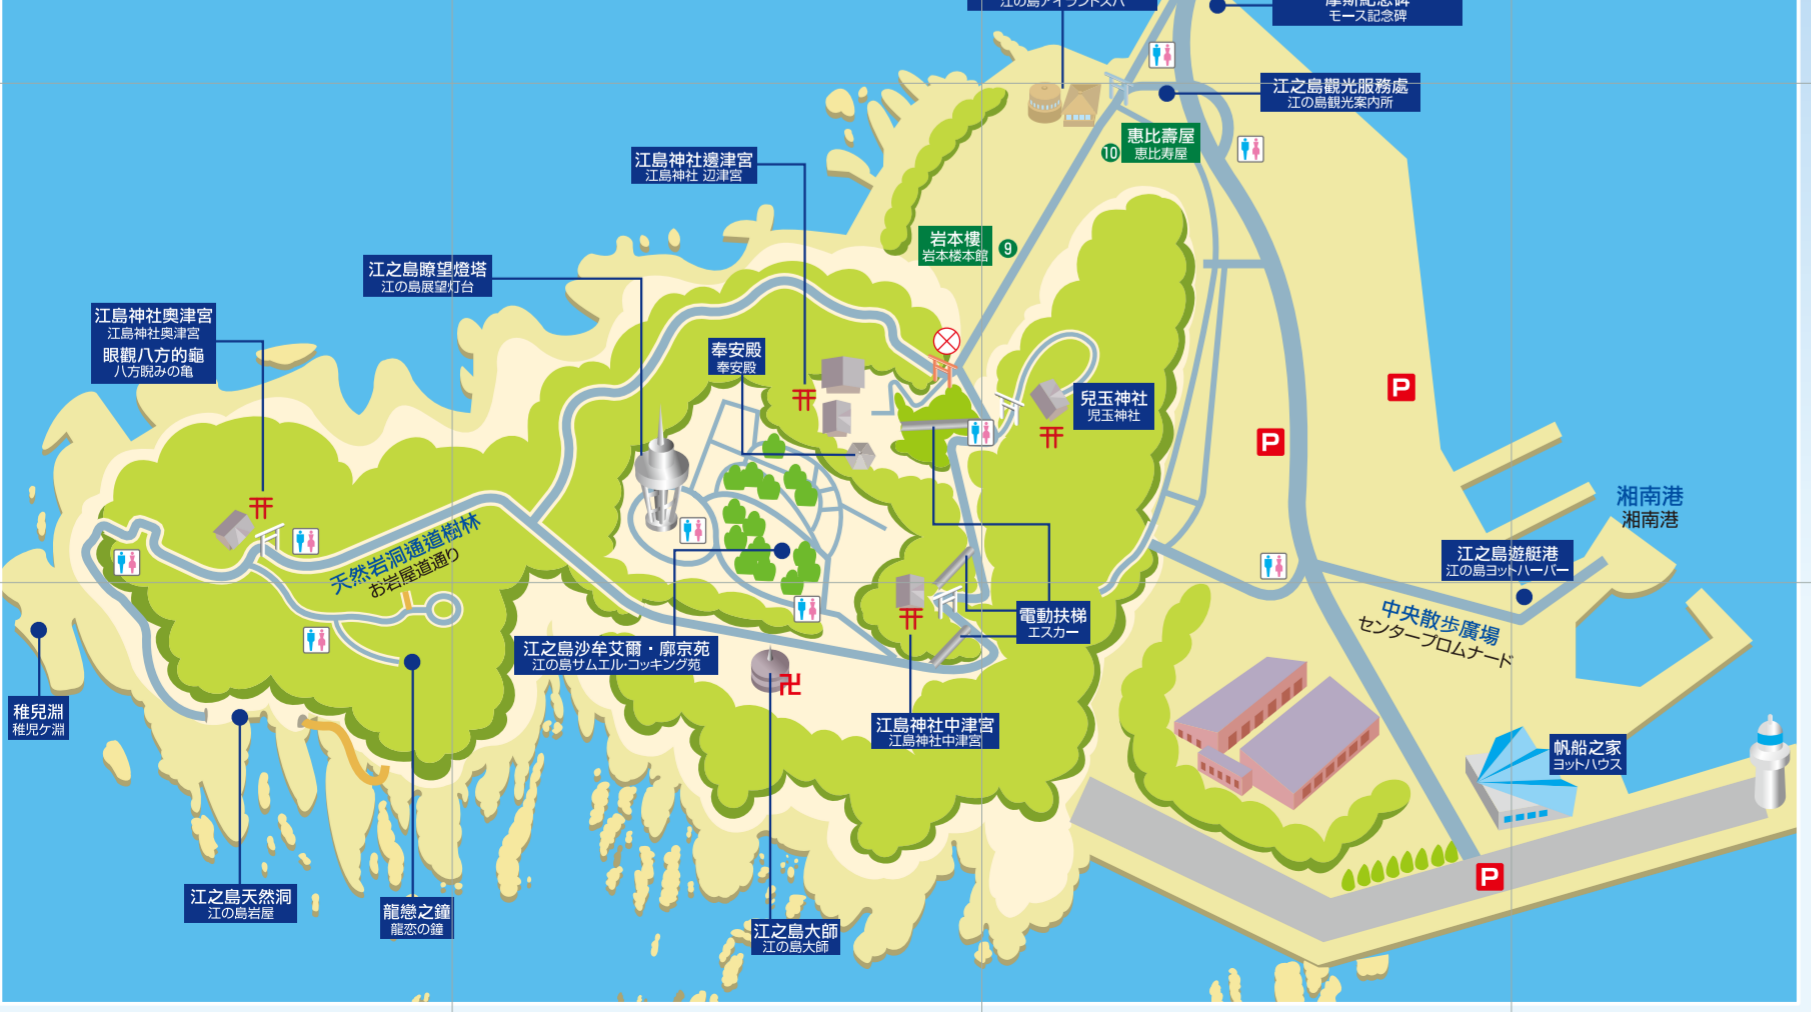 江の島アイランドスパ
摩斯紀念碑
モース記念碑
江之島觀光服務處
江の島観光案内所
恵比壽屋
恵比寿屋
10
江島神社邊津宮
江島神社 辺津宮
岩本樓
岩本楼本館
9
江之島瞭望燈塔
江の島展望灯台
江島神社奧津宮
江島神社奥津宮
眼觀八方的龜
八方睨みの亀
奉安殿
奉安殿
兒玉神社
児玉神社
P
P
湘南港
湘南港
天然岩洞通道樹林
お岩屋道通り
江之島遊艇港
江の島ヨットハーバー
中央散歩廣場
センタープロムナード
電動扶梯
エスカー
江之島沙牟艾爾・廓京苑
江の島サムエル・コッキング苑
卍
稚兒淵
稚児ケ淵
江島神社中津宮
江島神社中津宮
帆船之家
ヨットハウス
P
江之島天然洞
江の島岩屋
龍戀之鐘
龍恋の鐘
江之島大師
江の島大師